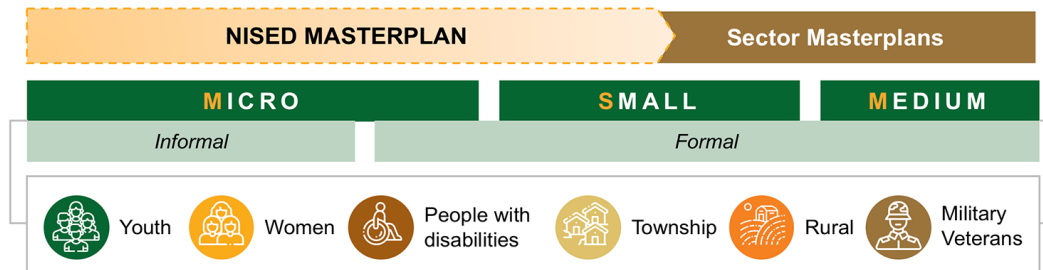 NISED MASTERPLAN
Sector Masterplans
MICRO
SMALL
MEDIUM
Informal
Formal
Youth
Women
People with
disabilities
Township
Rural
Military
Veterans